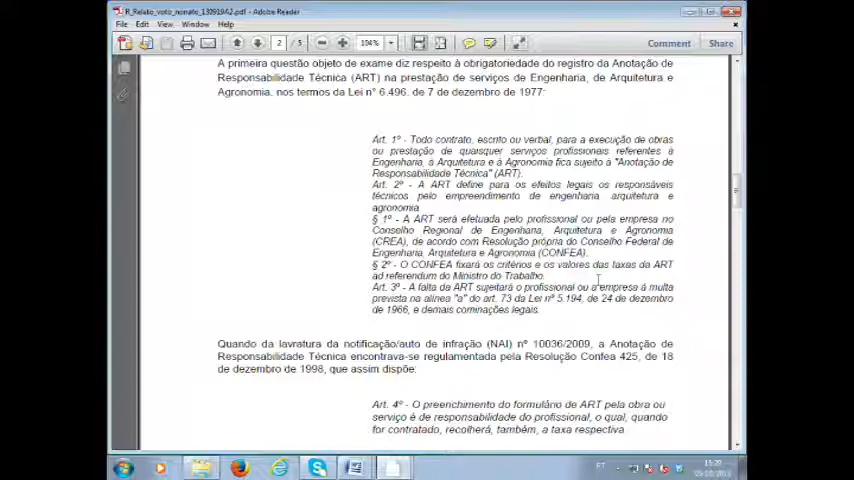 R_Relato_voto_nonato_130919A2.pdf - Adobe Reader
File Edit View Window Help
2 / 5 104% Comment Share
A primeira questão objeto de exame diz respeito à obrigatoriedade do registro da Anotação de
Responsabilidade Técnica (ART) na prestação de serviços de Engenharia, de Arquitetura e
Agronomia, nos termos da Lei n° 6.496, de 7 de dezembro de 1977:
Art. 1º - Todo contrato, escrito ou verbal, para a execução de obras
ou prestação de quaisquer serviços profissionais referentes à
Engenharia, à Arquitetura e à Agronomia fica sujeito à "Anotação de
Responsabilidade Técnica" (ART).
Art. 2º - A ART define para os efeitos legais os responsáveis
técnicos pelo empreendimento de engenharia arquitetura e
agronomia.
§ 1º - A ART será efetuada pelo profissional ou pela empresa no
Conselho Regional de Engenharia, Arquitetura e Agronomia
(CREA), de acordo com Resolução própria do Conselho Federal de
Engenharia, Arquitetura e Agronomia (CONFEA).
§ 2º - O CONFEA fixará os critérios e os valores das taxas da ART
ad referendum do Ministro do Trabalho.
Art. 3º - A falta da ART sujeitará o profissional ou a empresa à multa
prevista na alínea "a" do art. 73 da Lei nº 5.194, de 24 de dezembro
de 1966, e demais cominações legais.
Quando da lavratura da notificação/auto de infração (NAI) nº 10036/2009, a Anotação de
Responsabilidade Técnica encontrava-se regulamentada pela Resolução Confea 425, de 18
de dezembro de 1998, que assim dispõe:
Art. 4º - O preenchimento do formulário de ART pela obra ou
serviço é de responsabilidade do profissional, o qual, quando
for contratado, recolherá, também, a taxa respectiva
PT